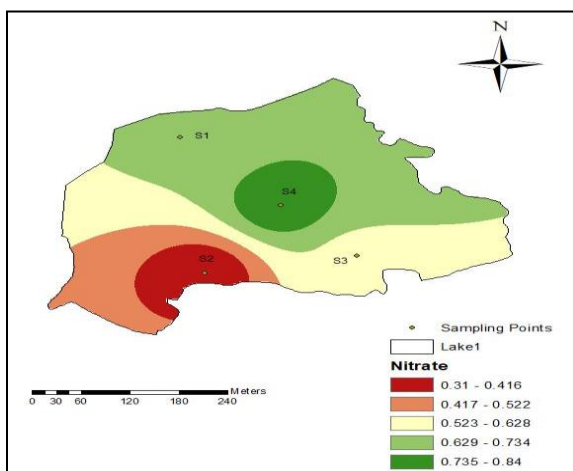 N
S1
S4
S2
S3
Sampling Points
Lake1
Nitrate
0.31 - 0.416
0.417 - 0.522
0.523 - 0.628
0.629 - 0.734
0.735 - 0.84
Meters
0 15 30 60 120 180 240